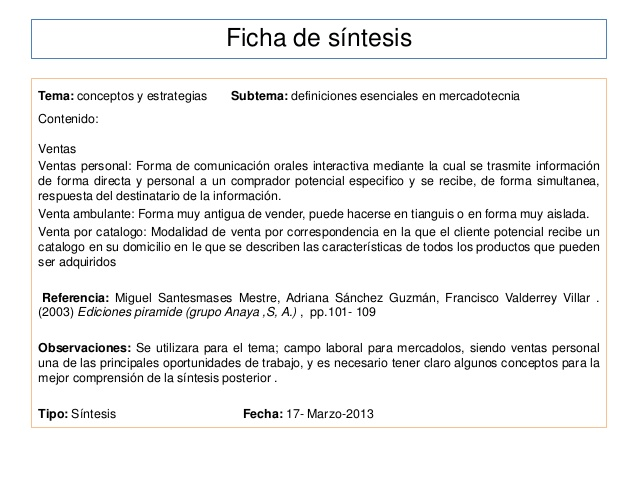 Ficha de síntesis
Tema: conceptos y estrategias Subtema: definiciones esenciales en mercadotecnia
Contenido:
Ventas
Ventas personal: Forma de comunicación orales interactiva mediante la cual se trasmite información
de forma directa y personal a un comprador potencial especifico y se recibe, de forma simultanea,
respuesta del destinatario de la información.
Venta ambulante: Forma muy antigua de vender, puede hacerse en tianguis o en forma muy aislada.
Venta por catalogo: Modalidad de venta por correspondencia en la que el cliente potencial recibe un
catalogo en su domicilio en le que se describen las características de todos los productos que pueden
ser adquiridos
Referencia: Miguel Santesmases Mestre, Adriana Sánchez Guzmán, Francisco Valderrey Villar .
(2003) Ediciones piramide (grupo Anaya ,S, A.) , pp.101- 109
Observaciones: Se utilizara para el tema; campo laboral para mercadolos, siendo ventas personal
una de las principales oportunidades de trabajo, y es necesario tener claro algunos conceptos para la
mejor comprensión de la síntesis posterior .
Tipo: Síntesis Fecha: 17- Marzo-2013